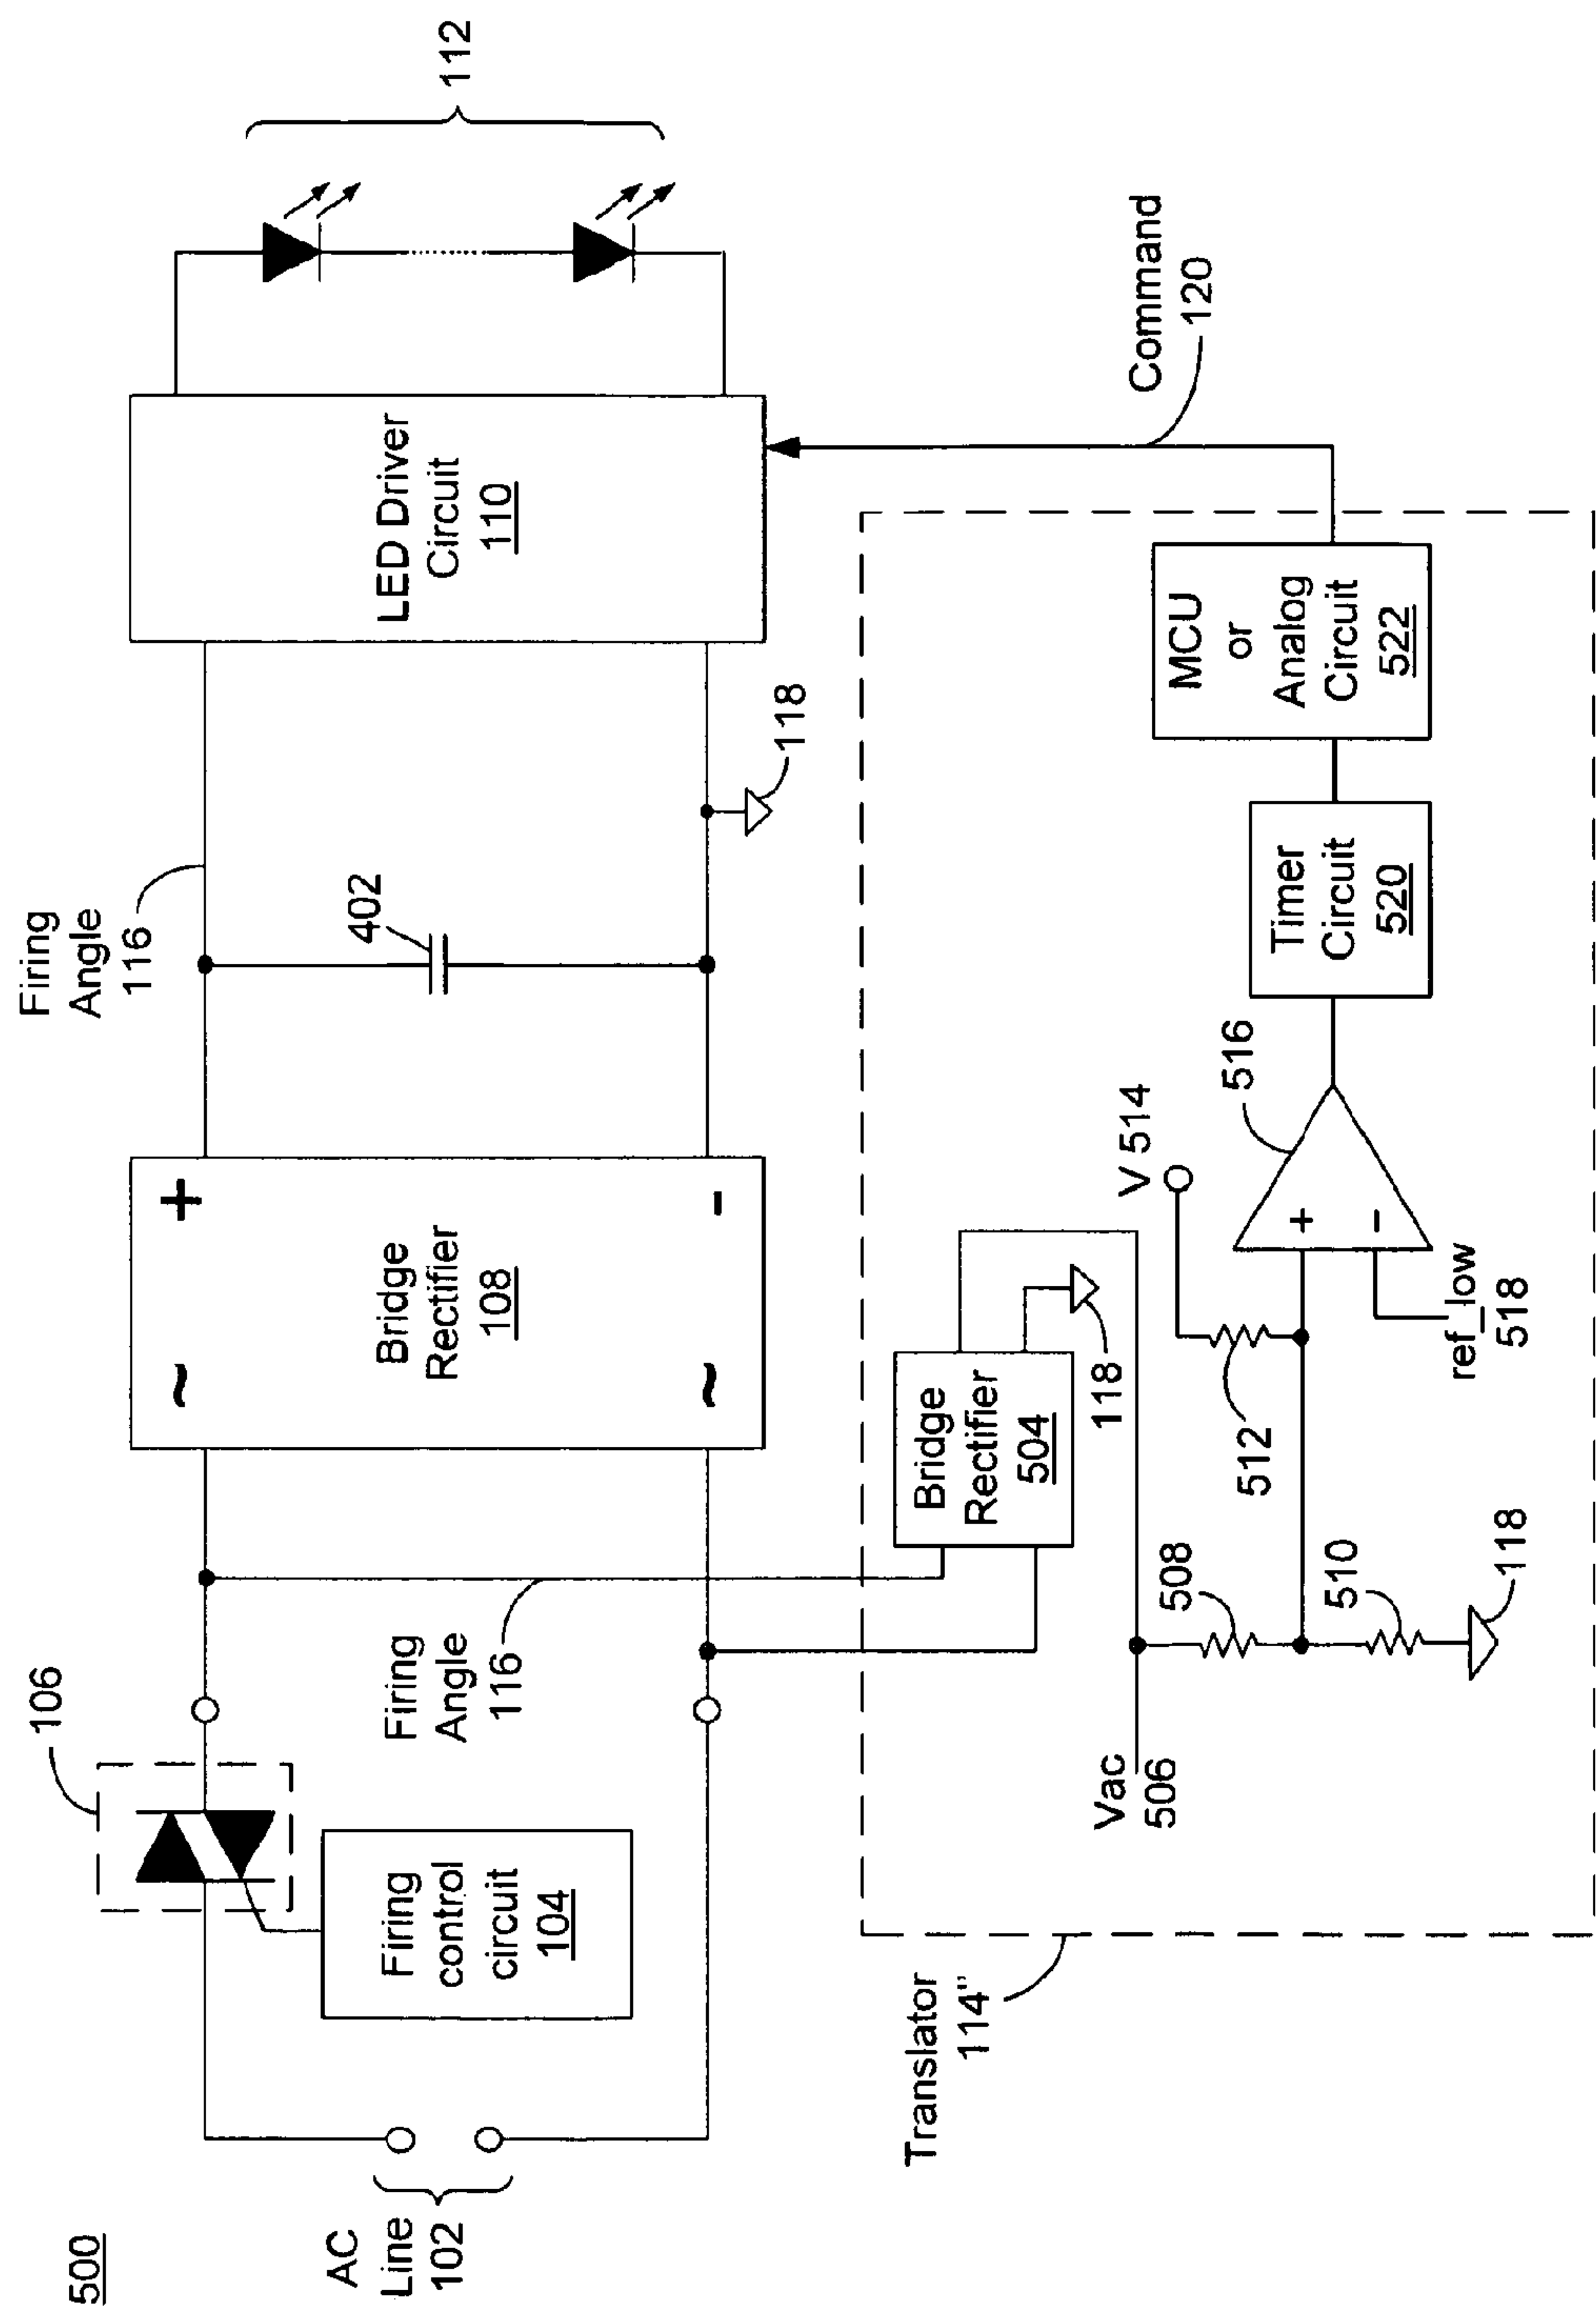 500
AC
Line
102
106
Firing
control
circuit
104
Firing
Angle
116
~
~
Bridge
Rectifier
108
+
-
Firing
Angle
116
402
118
LED Driver
Circuit
110
112
Translator
114"
Vac
506
Bridge
Rectifier
504
118
508
510
118
512
V 514
ref_low
518
+
-
516
Timer
Circuit
520
MCU
or
Analog
Circuit
522
Command
120